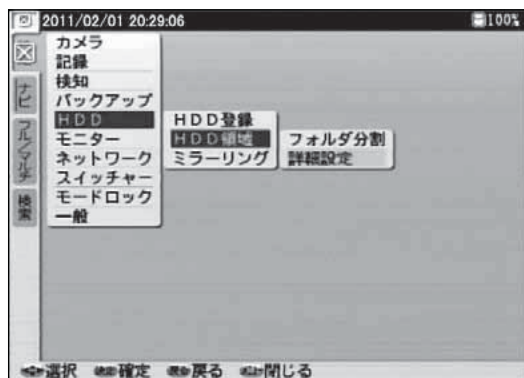 2011/02/01 20:29:06
100%
ナビ
フル/マルチ
検索
カメラ
記録
検知
バックアップ
HDD
モニター
ネットワーク
スイッチャー
モードロック
一般
HDD登録
HDD領域
ミラーリング
フォルダ分割
詳細設定
選択 確定 戻る 閉じる